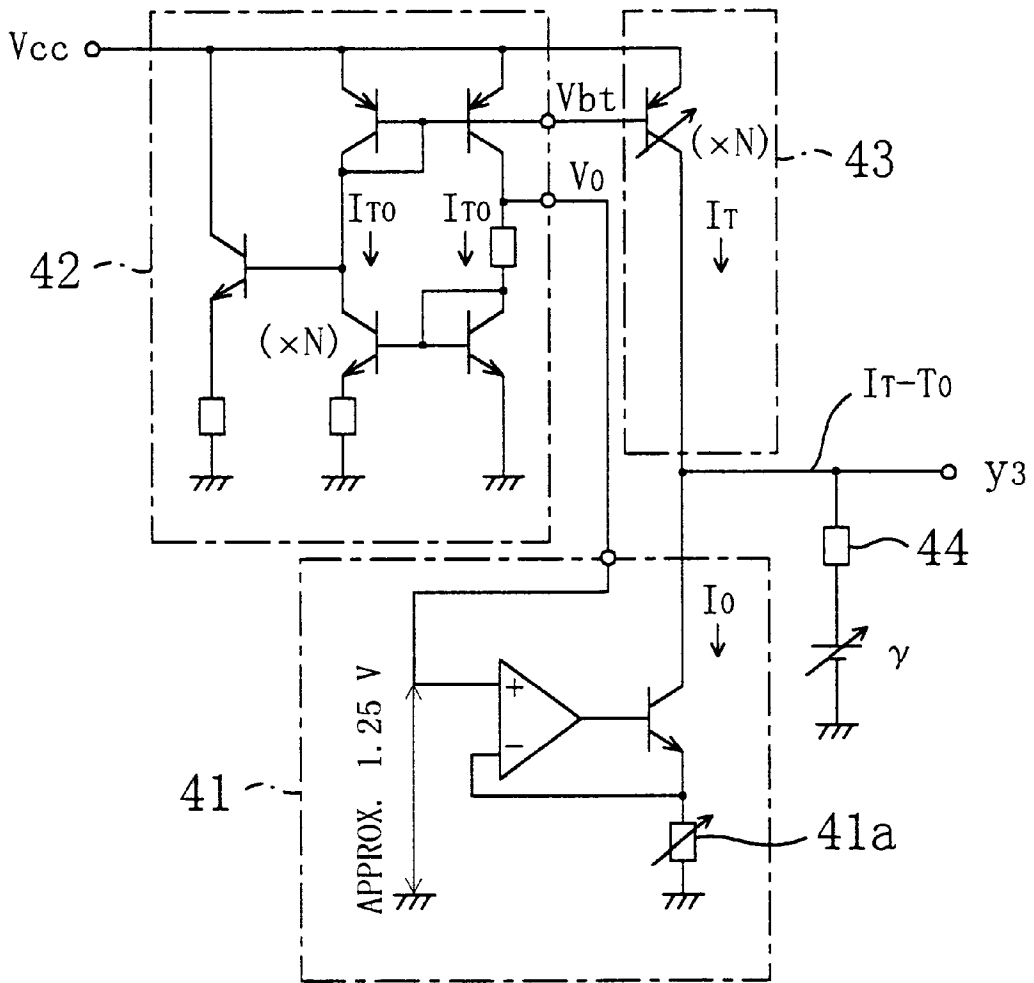 Vcc
Vbt
(×N)
43
V0
IT0
IT0
IT
42
(×N)
IT-T0
y3
44
I0
γ
APPROX. 1.25 V
+
−
41
41a